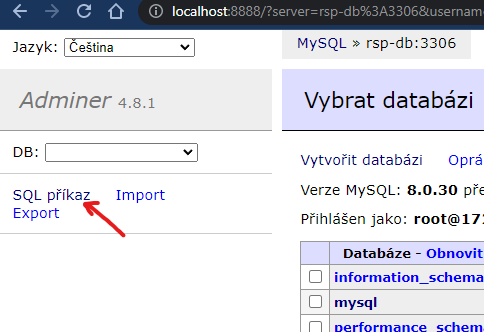 localhost:8888/?server=rsp-db%3A3306&usernam
Jazyk: Čeština
MySQL » rsp-db:3306
Adminer 4.8.1
Vybrat databázi
DB:
Vytvořit databázi Oprá
SQL příkaz Import
Export
Verze MySQL: 8.0.30 pře
Přihlášen jako: root@172
Databáze - Obnovit
information_schema
mysql
performance_schema